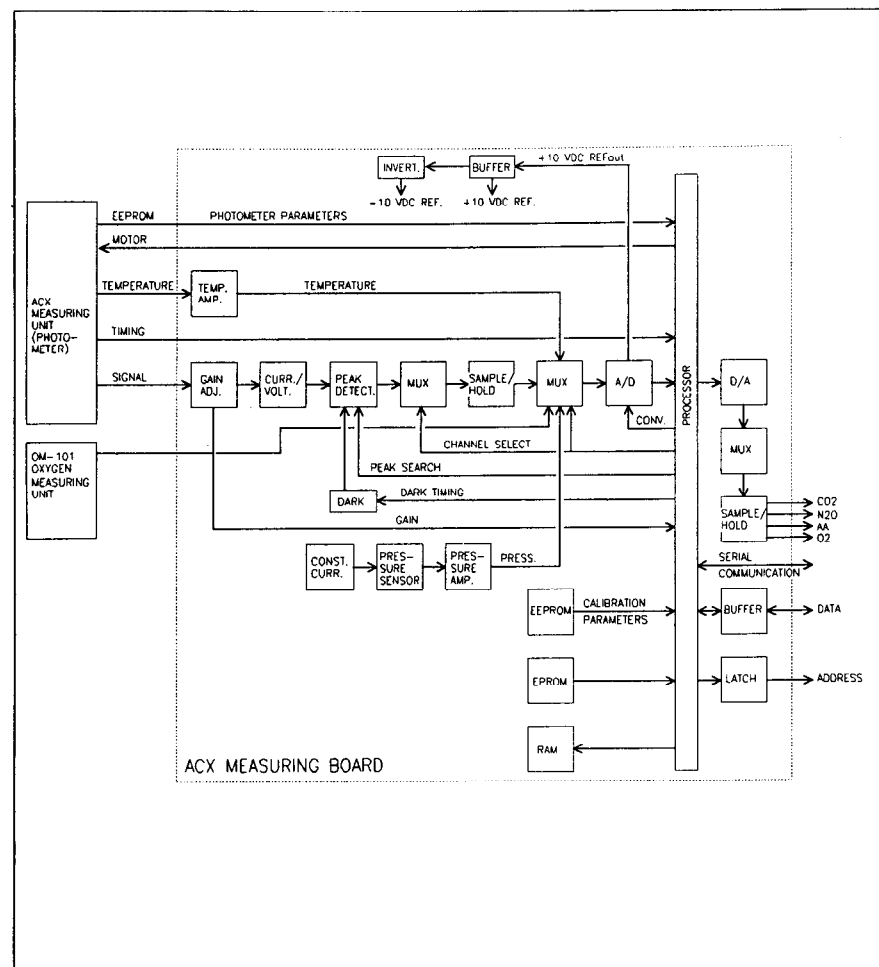 +10 VDC REFout
INVERT.
BUFFER
-10 VDC REF.
+10 VDC REF.
EEPROM
PHOTOMETER PARAMETERS
MOTOR
ACX
MEASURING
UNIT
(PHOTO-
METER)
TEMPERATURE
TEMP.
AMP.
TEMPERATURE
TIMING
SIGNAL
GAIN
ADJ.
CURR./
VOLT.
PEAK
DETECT.
MUX
SAMPLE/
HOLD
MUX
A/D
PROCESSOR
D/A
CONV.
OM-101
OXYGEN
MEASURING
UNIT
CHANNEL SELECT
MUX
PEAK SEARCH
DARK
DARK TIMING
GAIN
SAMPLE/
HOLD
CO2
N2O
AA
O2
CONST.
CURR.
PRES-
SURE
SENSOR
PRES-
SURE
AMP.
PRESS.
SERIAL
COMMUNICATION
EEPROM
CALIBRATION
PARAMETERS
BUFFER
DATA
EPROM
LATCH
ADDRESS
RAM
ACX MEASURING BOARD